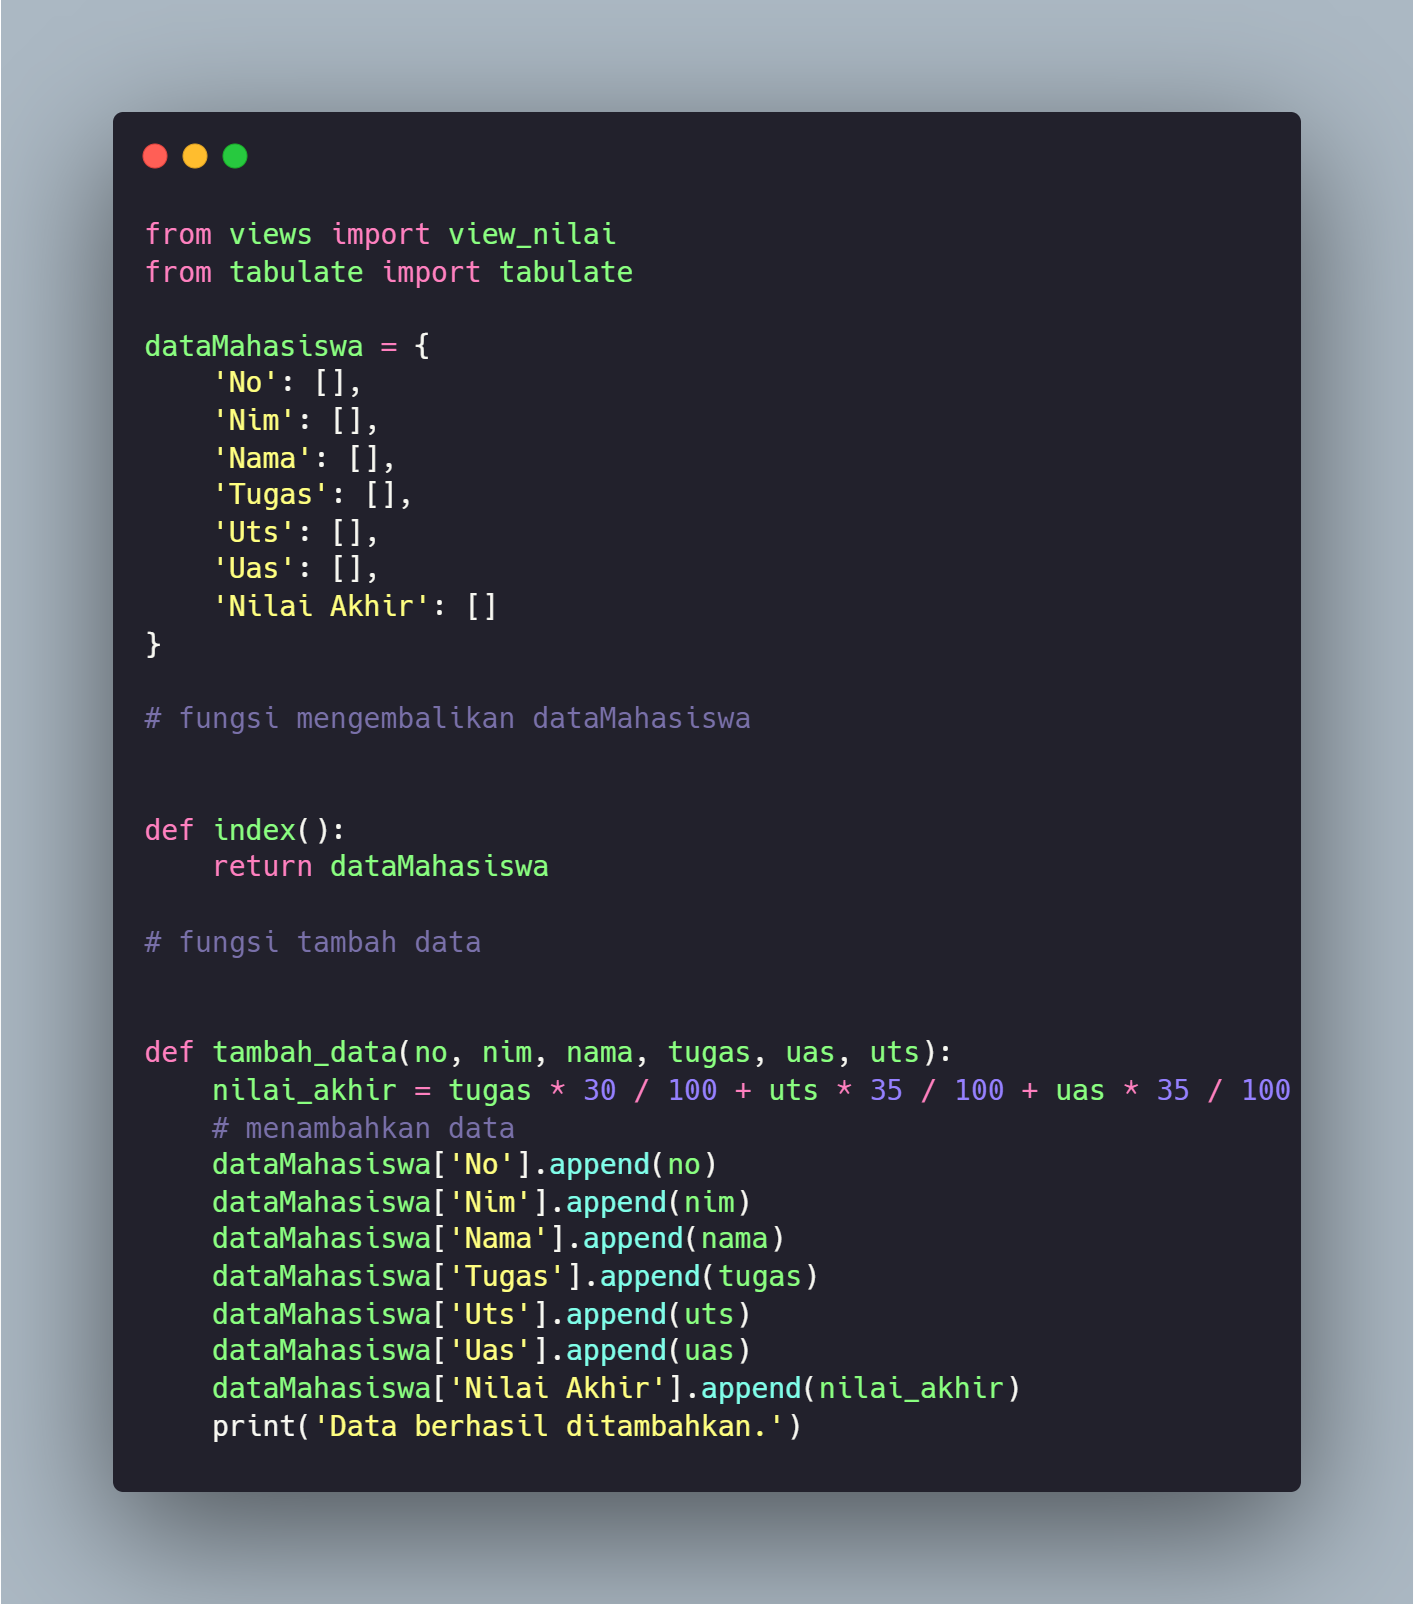 from views import view_nilai
from tabulate import tabulate

dataMahasiswa = {
    'No': [],
    'Nim': [],
    'Nama': [],
    'Tugas': [],
    'Uts': [],
    'Uas': [],
    'Nilai Akhir': []
}

# fungsi mengembalikan dataMahasiswa


def index():
    return dataMahasiswa

# fungsi tambah data


def tambah_data(no, nim, nama, tugas, uas, uts):
    nilai_akhir = tugas * 30 / 100 + uts * 35 / 100 + uas * 35 / 100
    # menambahkan data
    dataMahasiswa['No'].append(no)
    dataMahasiswa['Nim'].append(nim)
    dataMahasiswa['Nama'].append(nama)
    dataMahasiswa['Tugas'].append(tugas)
    dataMahasiswa['Uts'].append(uts)
    dataMahasiswa['Uas'].append(uas)
    dataMahasiswa['Nilai Akhir'].append(nilai_akhir)
    print('Data berhasil ditambahkan.')